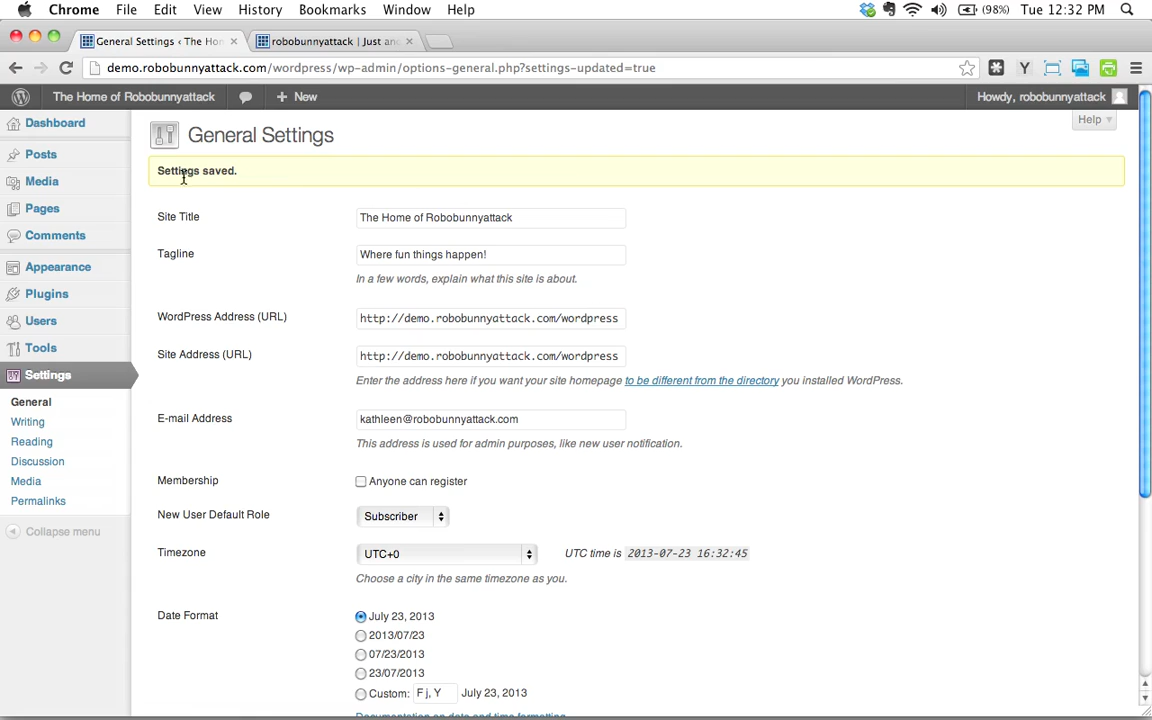 Chrome File Edit View History Bookmarks Window Help (98%) Tue 12:32 PM
General Settings ‹ The Hom robobunnyattack | Just an
demo.robobunnyattack.com/wordpress/wp-admin/options-general.php?settings-updated=true
The Home of Robobunnyattack + New Howdy, robobunnyattack
Dashboard
Posts
Media
Pages
Comments
Appearance
Plugins
Users
Tools
Settings
General
Writing
Reading
Discussion
Media
Permalinks
Collapse menu
Help
General Settings
Settings saved.
Site Title The Home of Robobunnyattack
Tagline Where fun things happen!
In a few words, explain what this site is about.
WordPress Address (URL) http://demo.robobunnyattack.com/wordpress
Site Address (URL) http://demo.robobunnyattack.com/wordpress
Enter the address here if you want your site homepage to be different from the directory you installed WordPress.
E-mail Address kathleen@robobunnyattack.com
This address is used for admin purposes, like new user notification.
Membership Anyone can register
New User Default Role Subscriber
Timezone UTC+0 UTC time is 2013-07-23 16:32:45
Choose a city in the same timezone as you.
Date Format July 23, 2013
2013/07/23
07/23/2013
23/07/2013
Custom: F j, Y July 23, 2013
Documentation on date and time formatting